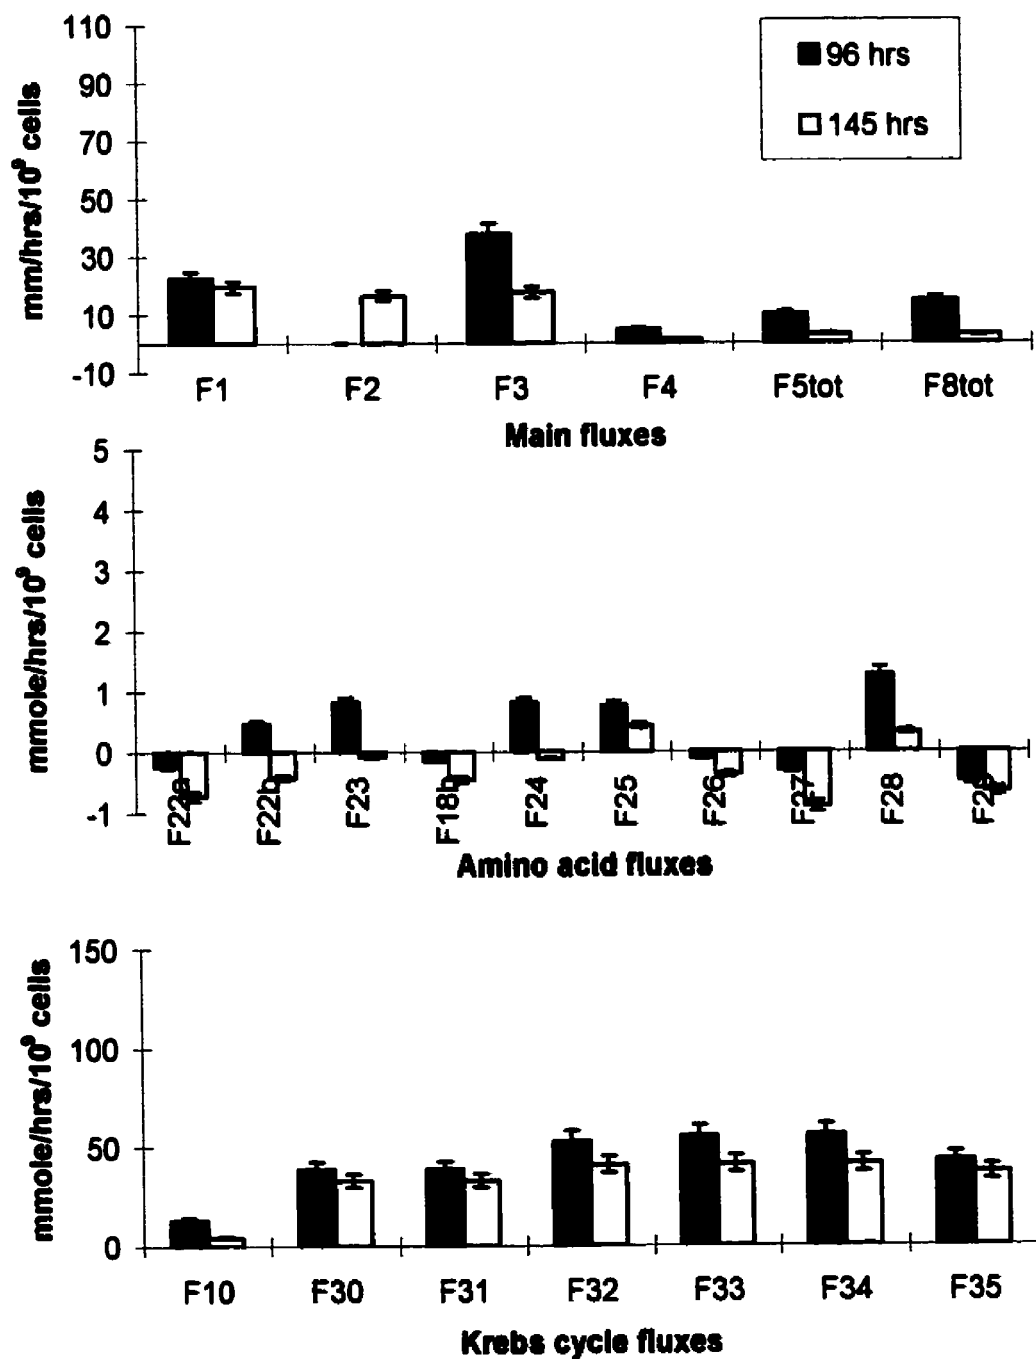 110
90
70
50
30
10
-10
mm/hrs/10⁹ cells
96 hrs
145 hrs
F1 F2 F3 F4 F5tot F8tot
Main fluxes
5
4
3
2
1
0
-1
mmole/hrs/10⁹ cells
F22a F22b F23 F18b F24 F25 F26 F27 F28 F29
Amino acid fluxes
150
100
50
0
mmole/hrs/10⁹ cells
F10 F30 F31 F32 F33 F34 F35
Krebs cycle fluxes